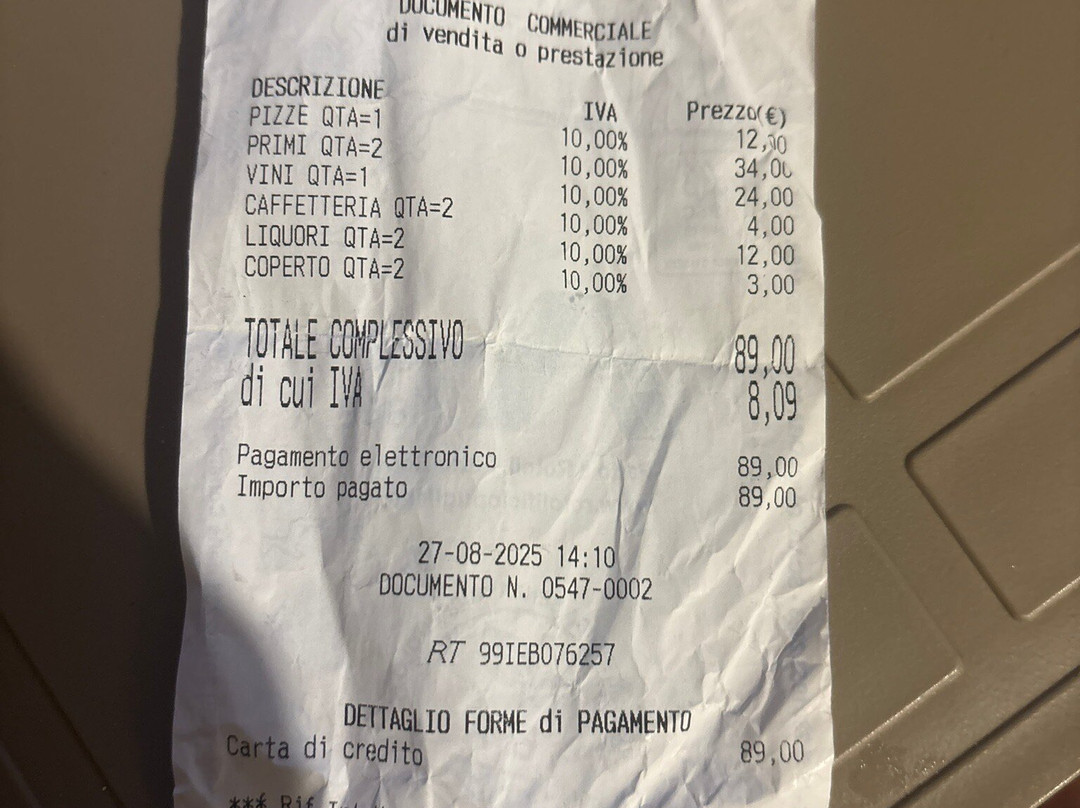 DOCUMENTO COMMERCIALE
di vendita o prestazione
DESCRIZIONE IVA Prezzo(€)
PIZZE QTA=1 10,00% 12,00
PRIMI QTA=2 10,00% 34,00
VINI QTA=1 10,00% 24,00
CAFFETTERIA QTA=2 10,00% 4,00
LIQUORI QTA=2 10,00% 12,00
COPERTO QTA=2 10,00% 3,00
TOTALE COMPLESSIVO 89,00
di cui IVA 8,09
Pagamento elettronico 89,00
Importo pagato 89,00
27-08-2025 14:10
DOCUMENTO N. 0547-0002
RT 99IEB076257
DETTAGLIO FORME di PAGAMENTO
Carta di credito 89,00
*** Rif.